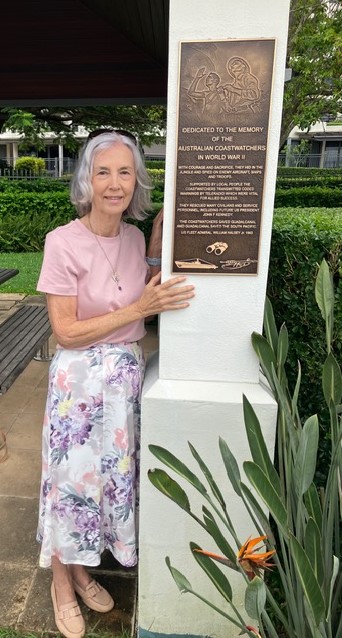 DEDICATED TO THE MEMORY
OF THE
AUSTRALIAN COASTWATCHERS
IN WORLD WAR II
WITH COURAGE AND SACRIFICE, THEY HID IN THE
JUNGLE AND SPIED ON ENEMY AIRCRAFT, SHIPS,
AND TROOPS.
SUPPORTED BY LOCAL PEOPLE THE
COASTWATCHERS TRANSMITTED CODED
WARNINGS BY TELERADIO WHICH WERE VITAL
FOR ALLIED SUCCESS.
THEY RESCUED MANY CIVILIANS AND SERVICE
PERSONNEL, INCLUDING FUTURE US PRESIDENT
JOHN F KENNEDY.
"THE COASTWATCHERS SAVED GUADALCANAL
AND GUADALCANAL SAVED THE SOUTH PACIFIC."
US FLEET ADMIRAL WILLIAM HALSEY JR.